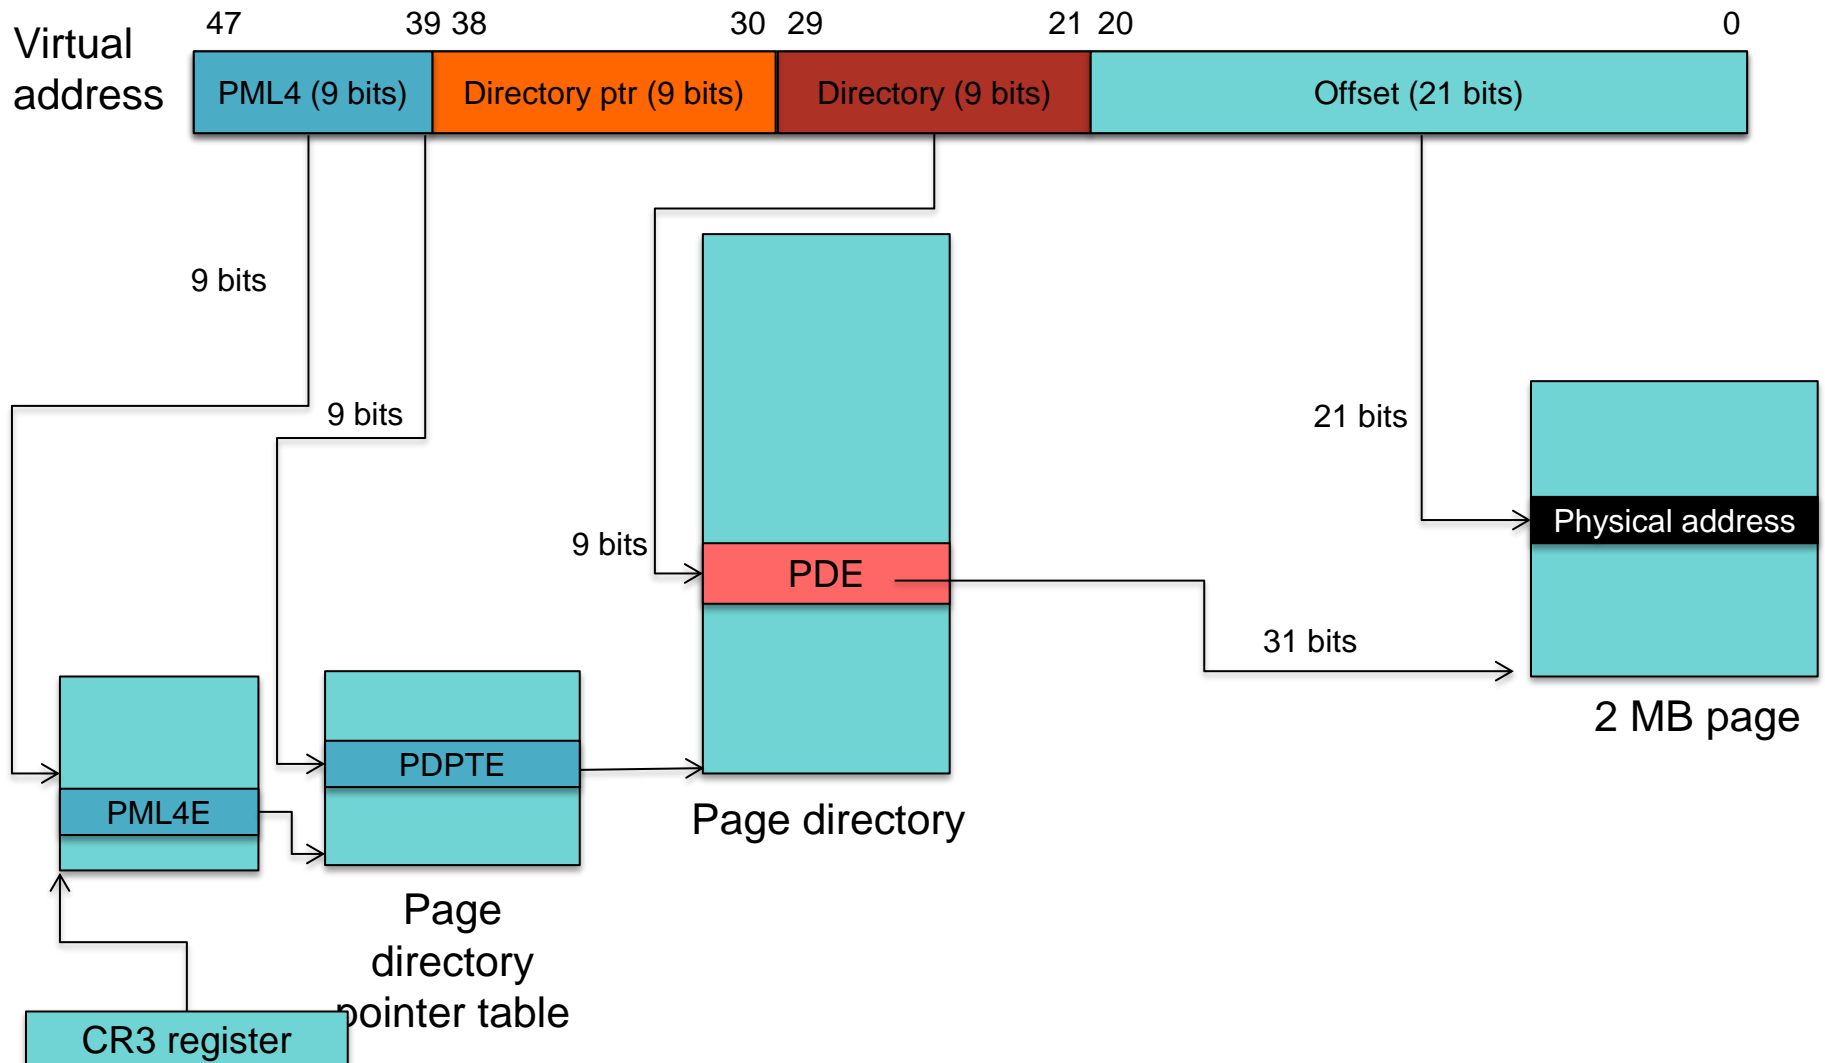 47 39 38 30 29 21 20 0
Virtual
address
PML4 (9 bits) Directory ptr (9 bits) Directory (9 bits) Offset (21 bits)
9 bits
9 bits
21 bits
Physical address
9 bits
PDE
31 bits
2 MB page
PDPTE
PML4E
Page directory
Page
directory
pointer table
CR3 register